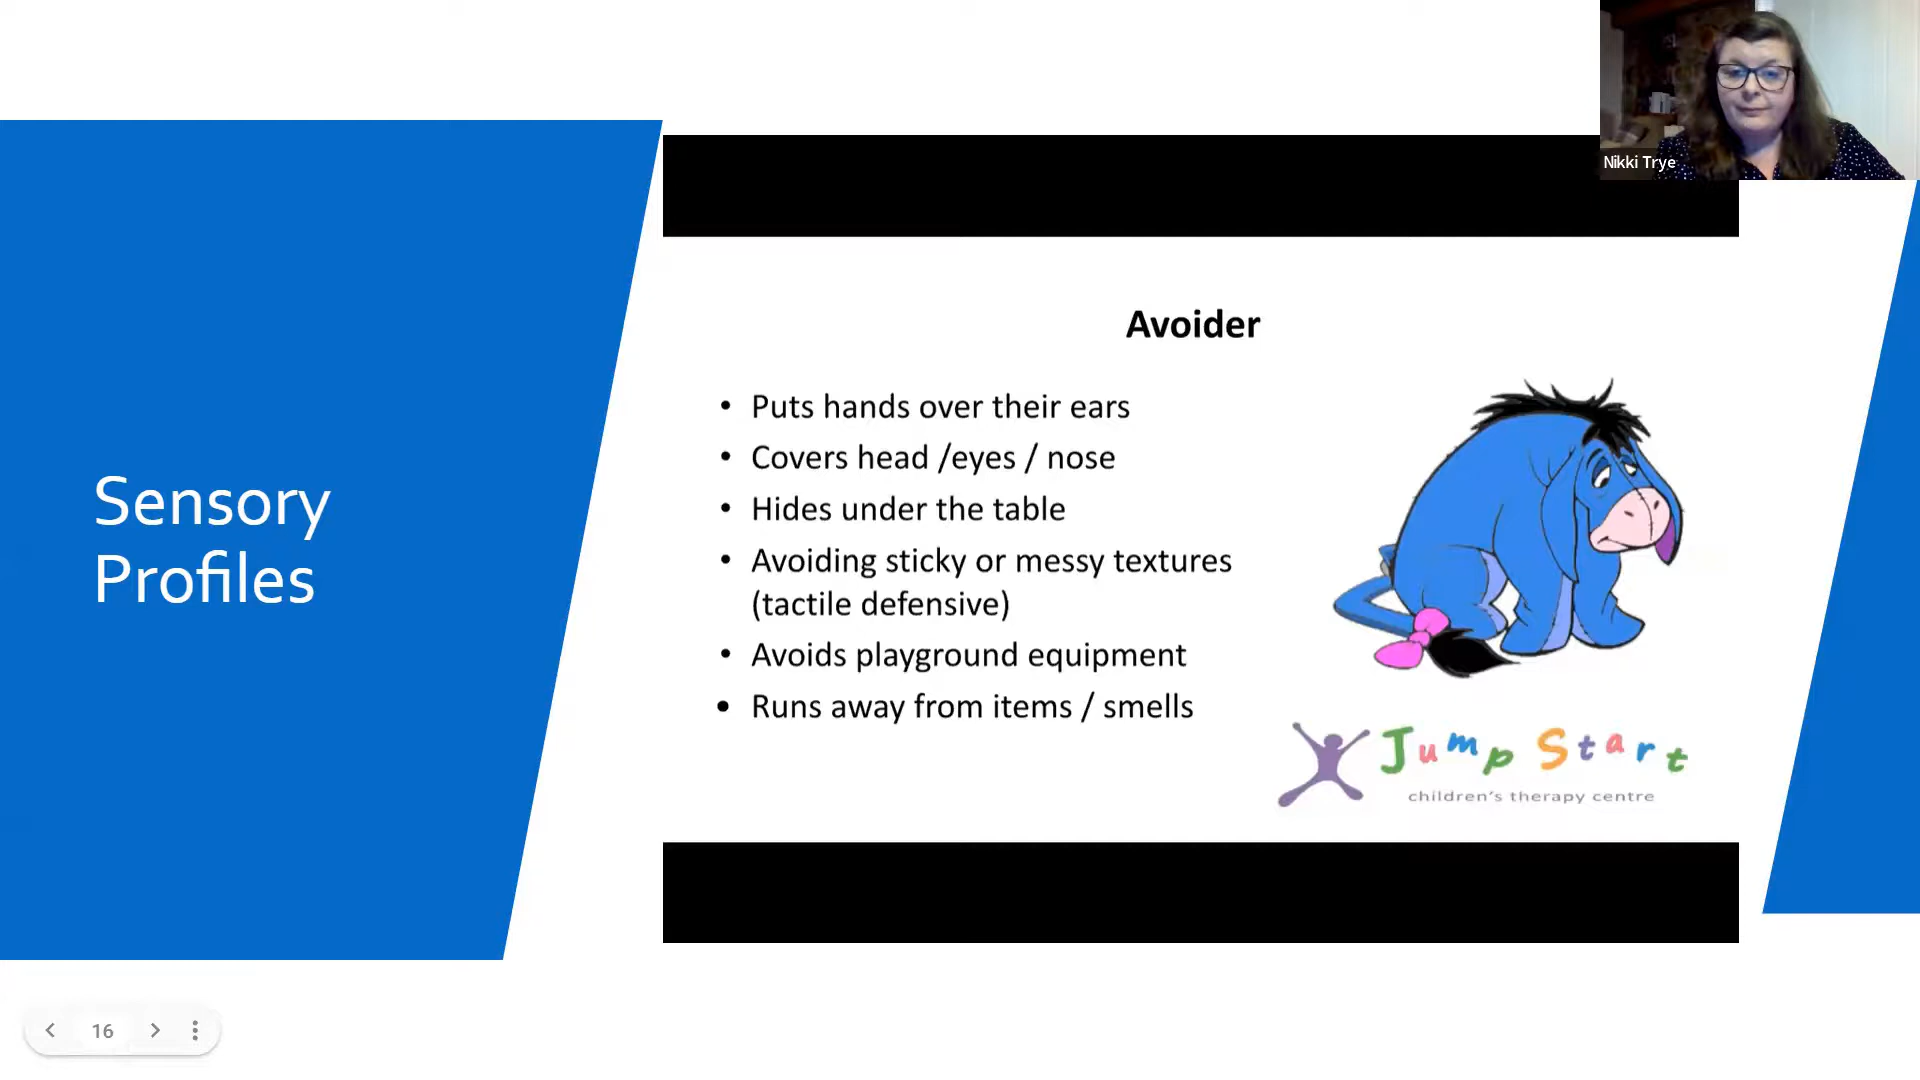 Nikki Trye
Sensory
Profiles
Avoider
• Puts hands over their ears
• Covers head /eyes / nose
• Hides under the table
• Avoiding sticky or messy textures
(tactile defensive)
• Avoids playground equipment
• Runs away from items / smells
Jump Start
children's therapy centre
16